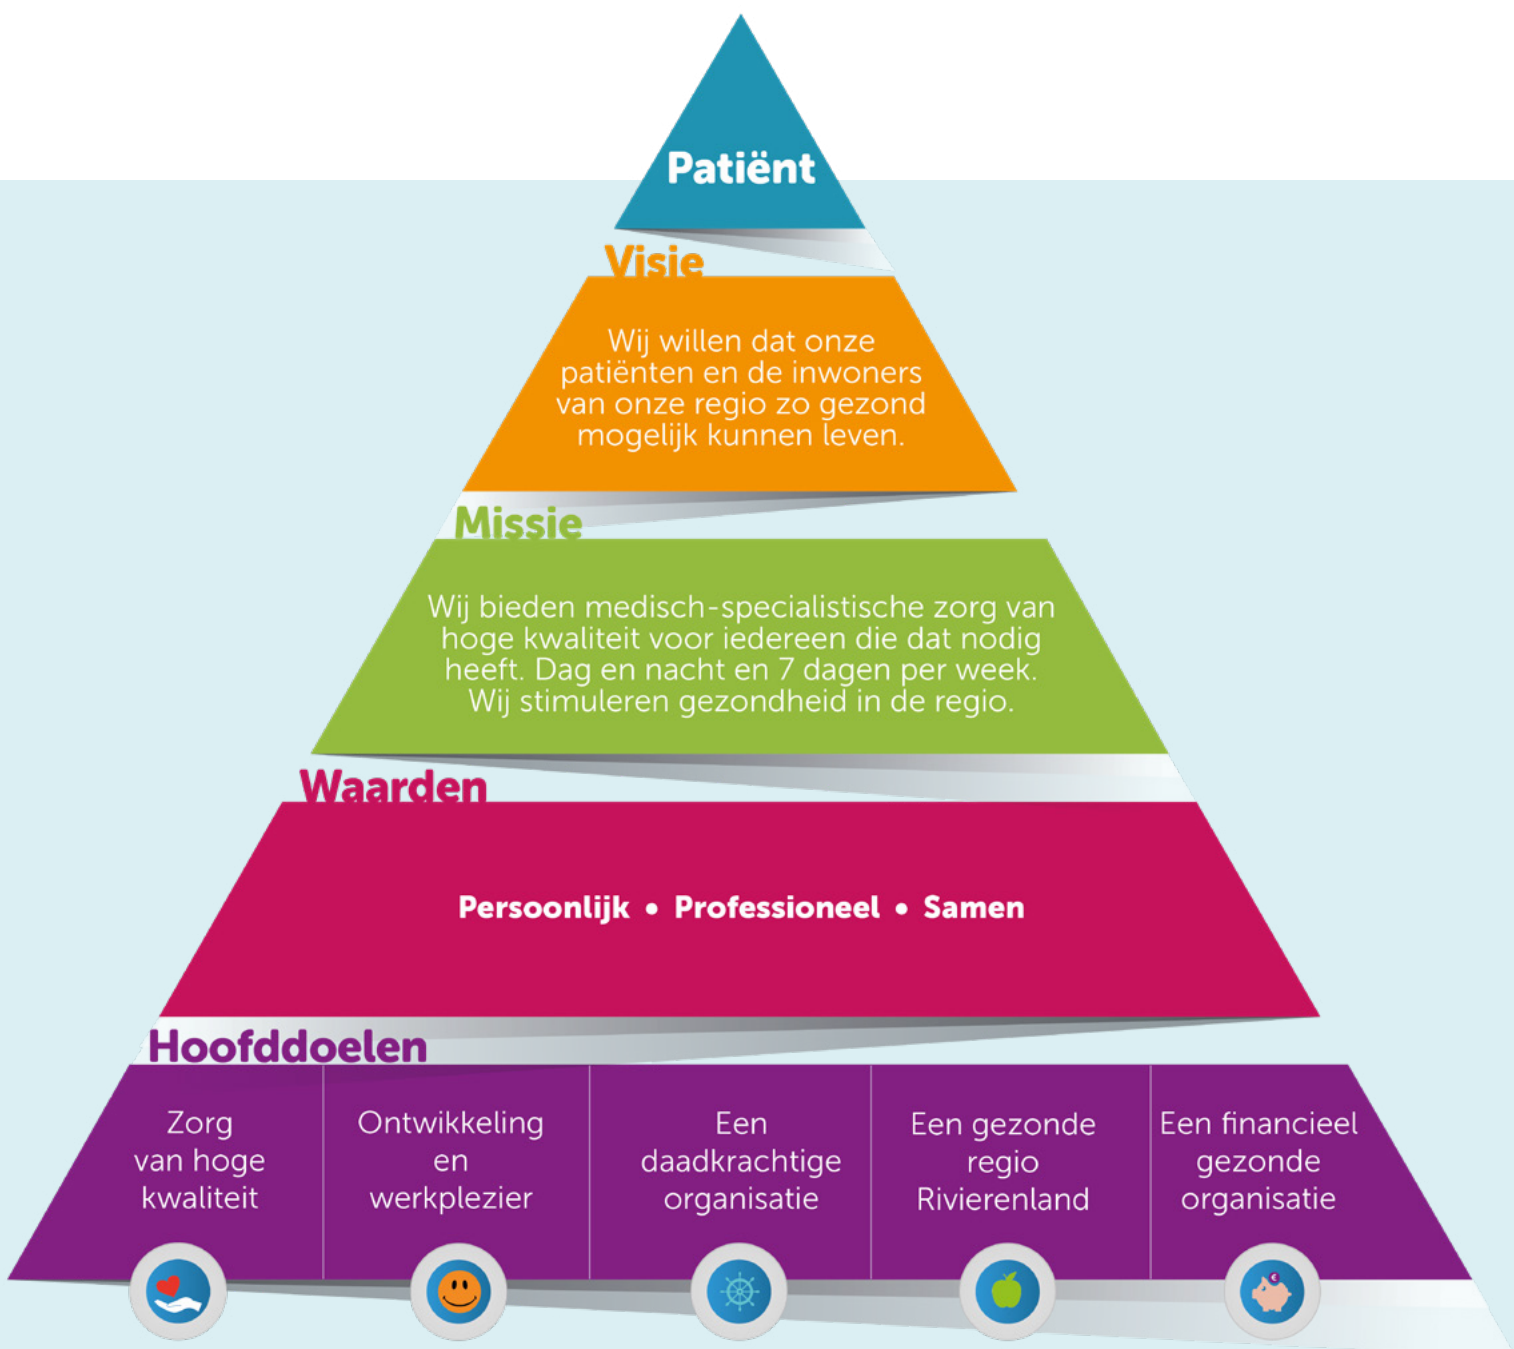 Patiënt
Visie
Wij willen dat onze
patiënten en de inwoners
van onze regio zo gezond
mogelijk kunnen leven.
Missie
Wij bieden medisch-specialistische zorg van
hoge kwaliteit voor iedereen die dat nodig
heeft. Dag en nacht en 7 dagen per week.
Wij stimuleren gezondheid in de regio.
Waarden
Persoonlijk • Professioneel • Samen
Hoofddoelen
Zorg
van hoge
kwaliteit
Ontwikkeling
en
werkplezier
Een
daadkrachtige
organisatie
Een gezonde
regio
Rivierenland
Een financieel
gezonde
organisatie
€